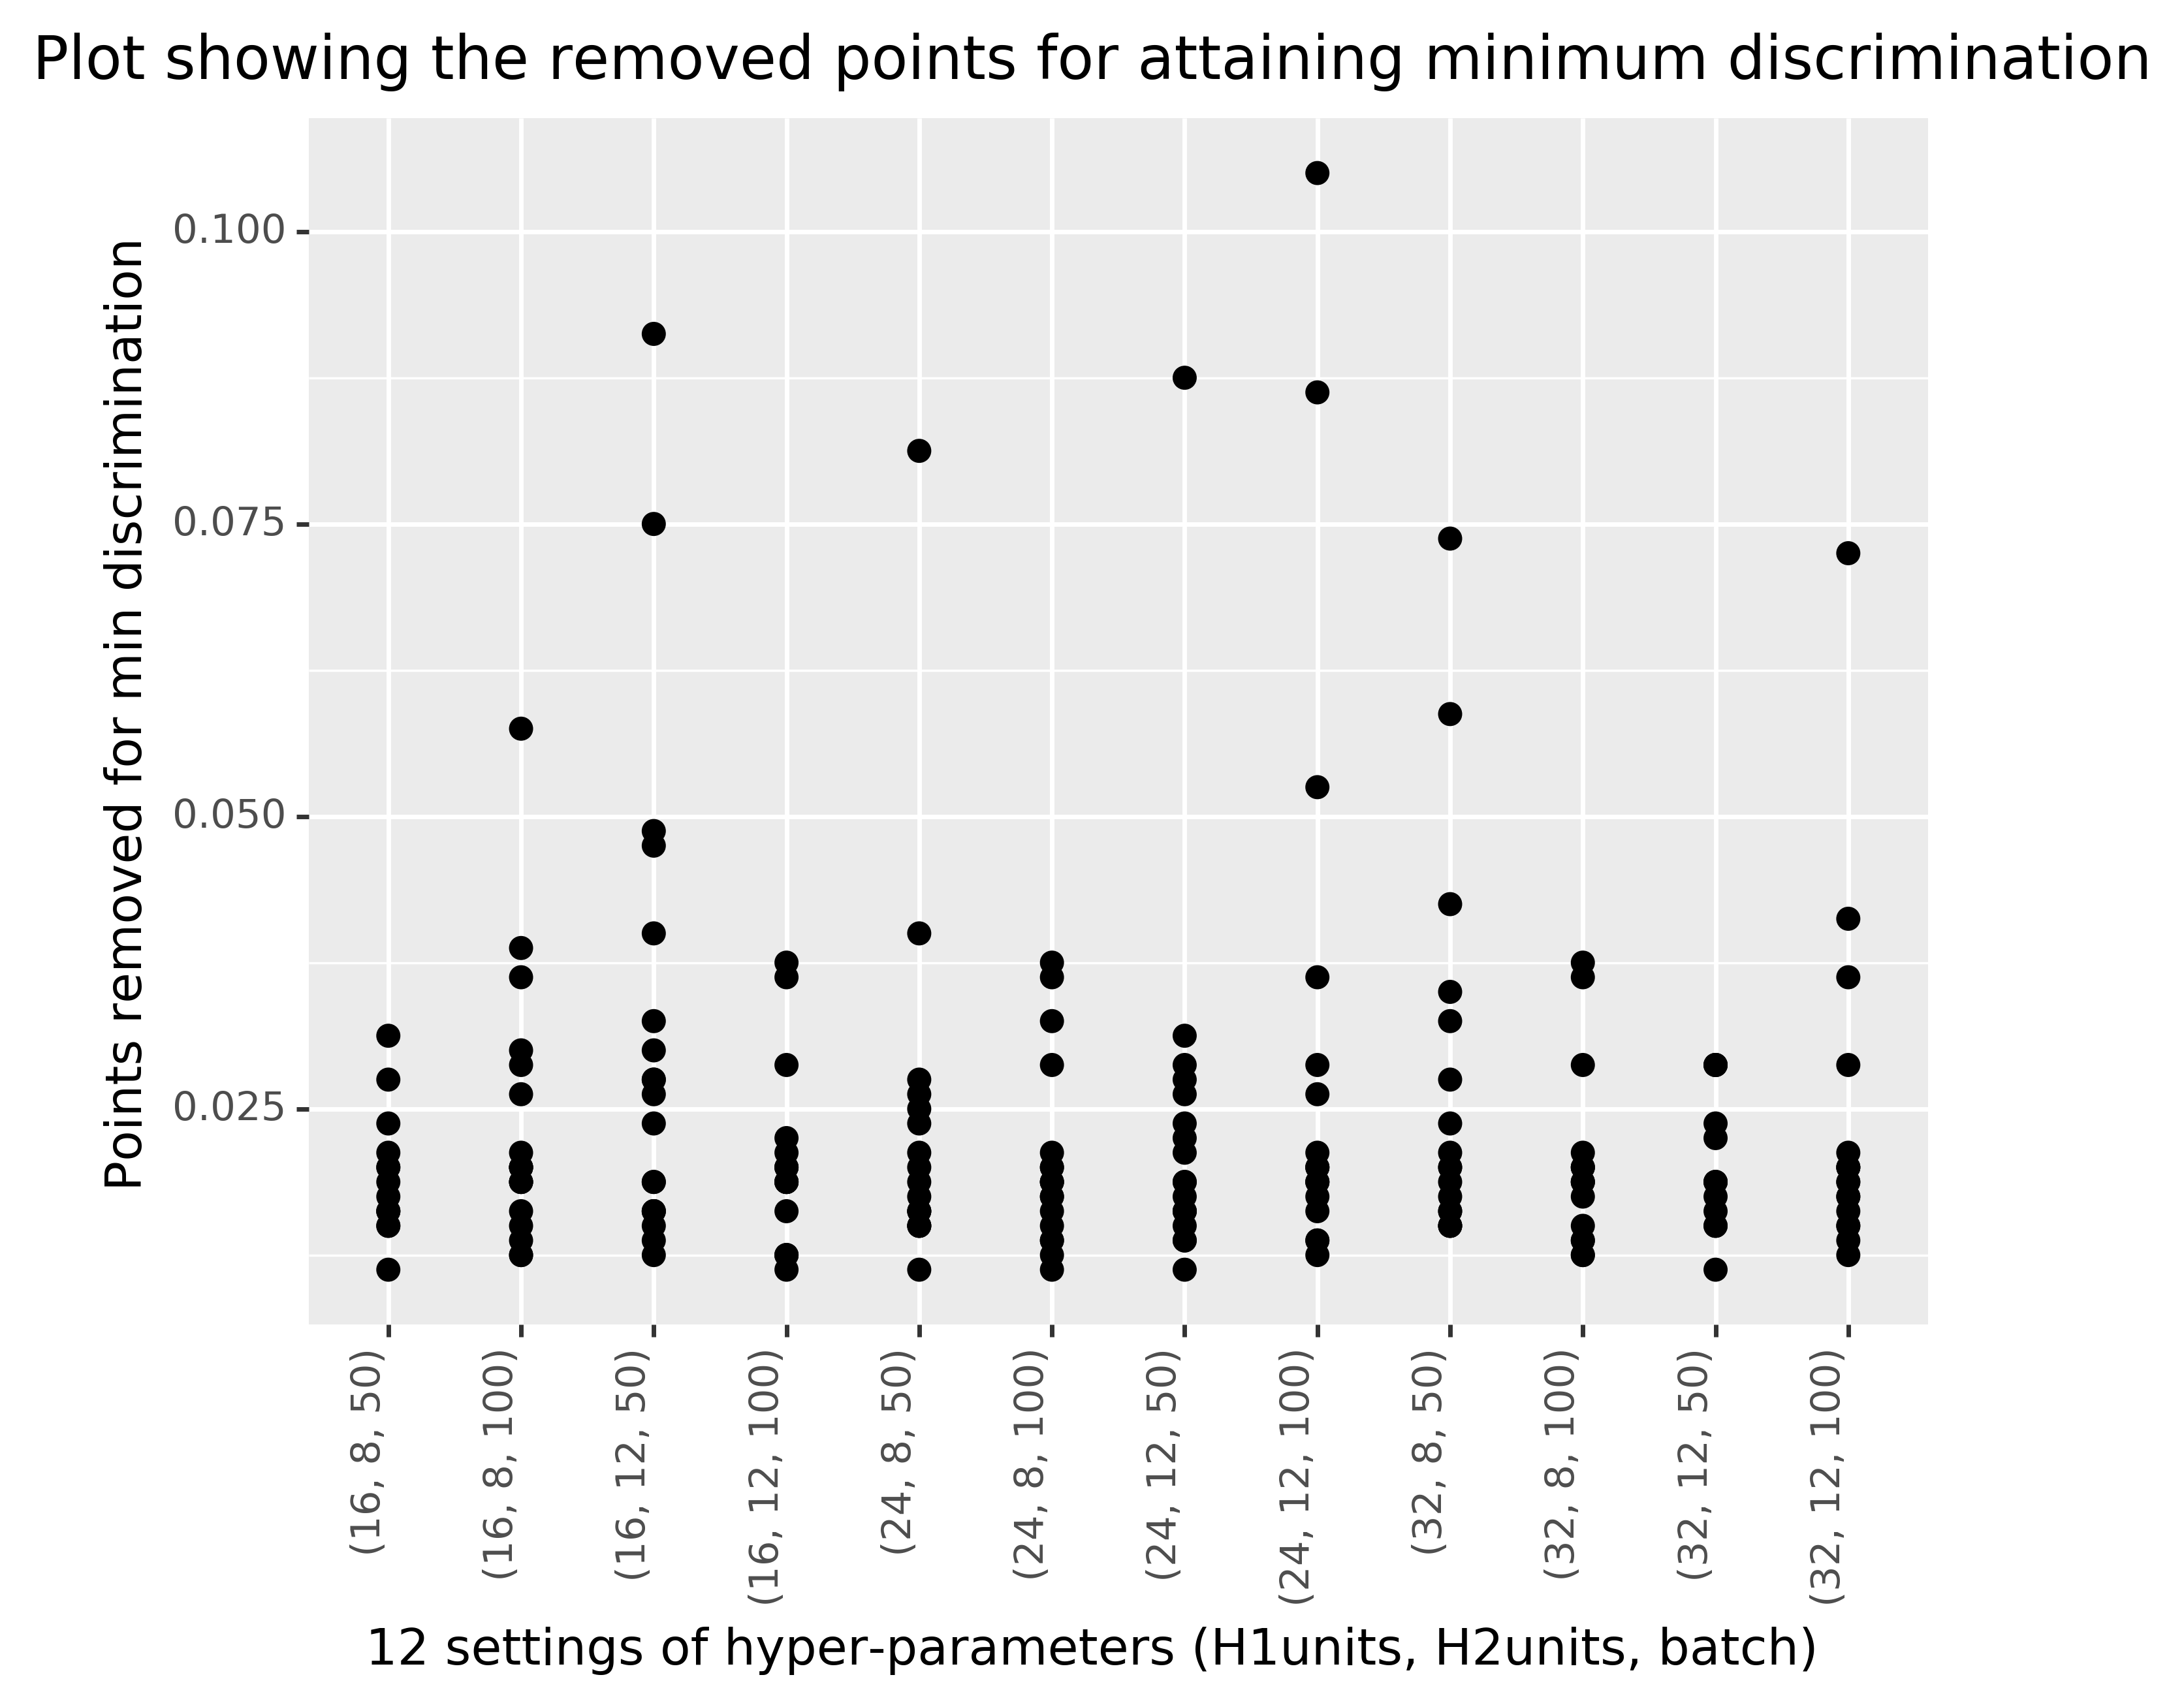 Plot showing the removed points for attaining minimum discrimination
Points removed for min discrimination
0.100
0.075
0.050
0.025
(16, 8, 50)
(16, 8, 100)
(16, 12, 50)
(16, 12, 100)
(24, 8, 50)
(24, 8, 100)
(24, 12, 50)
(24, 12, 100)
(32, 8, 50)
(32, 8, 100)
(32, 12, 50)
(32, 12, 100)
12 settings of hyper-parameters (H1units, H2units, batch)